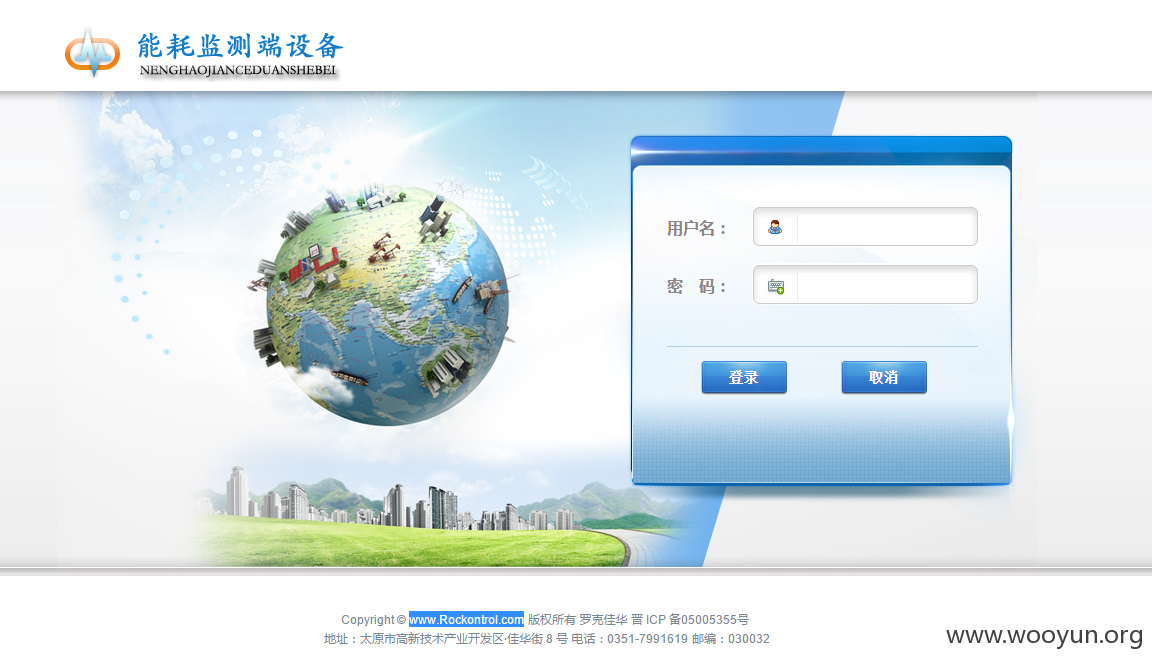 能耗监测端设备
NENGHAOJIANCEDUANSHEBEI
用户名：
密 码：
登录 取消
Copyright © www.Rockontrol.com 版权所有 罗克佳华 晋 ICP 备05005355号
地址：太原市高新技术产业开发区·佳华街 8 号 电话：0351-7991619 邮编：030032
www.wooyun.org